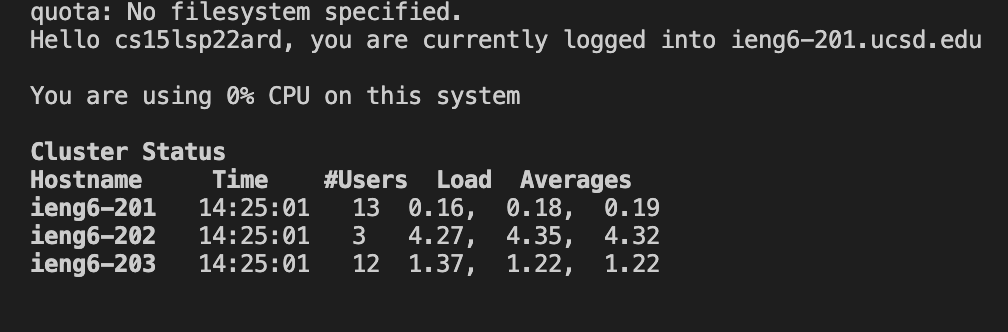 quota: No filesystem specified.
Hello cs15lsp22ard, you are currently logged into ieng6-201.ucsd.edu
You are using 0% CPU on this system
Cluster Status
Hostname Time #Users Load Averages
ieng6-201 14:25:01 13 0.16, 0.18, 0.19
ieng6-202 14:25:01 3 4.27, 4.35, 4.32
ieng6-203 14:25:01 12 1.37, 1.22, 1.22